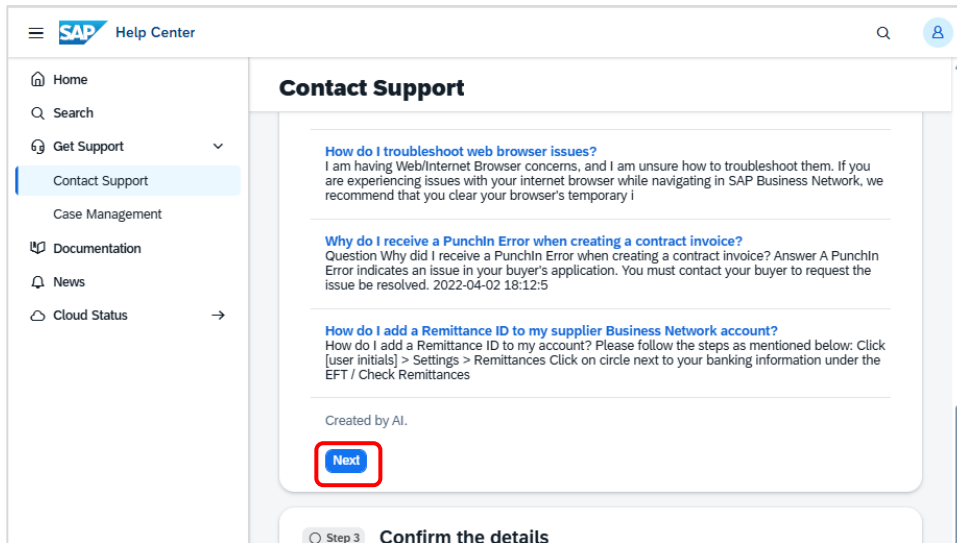 SAP Help Center
Home
Search
Get Support
Contact Support
Case Management
Documentation
News
Cloud Status
Contact Support
How do I troubleshoot web browser issues?
I am having Web/Internet Browser concerns, and I am unsure how to troubleshoot them. If you
are experiencing issues with your internet browser while navigating in SAP Business Network, we
recommend that you clear your browser's temporary i
Why do I receive a PunchIn Error when creating a contract invoice?
Question Why did I receive a PunchIn Error when creating a contract invoice? Answer A PunchIn
Error indicates an issue in your buyer's application. You must contact your buyer to request the
issue be resolved. 2022-04-02 18:12:5
How do I add a Remittance ID to my supplier Business Network account?
How do I add a Remittance ID to my account? Please follow the steps as mentioned below: Click
[user initials] > Settings > Remittances Click on circle next to your banking information under the
EFT / Check Remittances
Created by AI.
Next
Step 3 Confirm the details